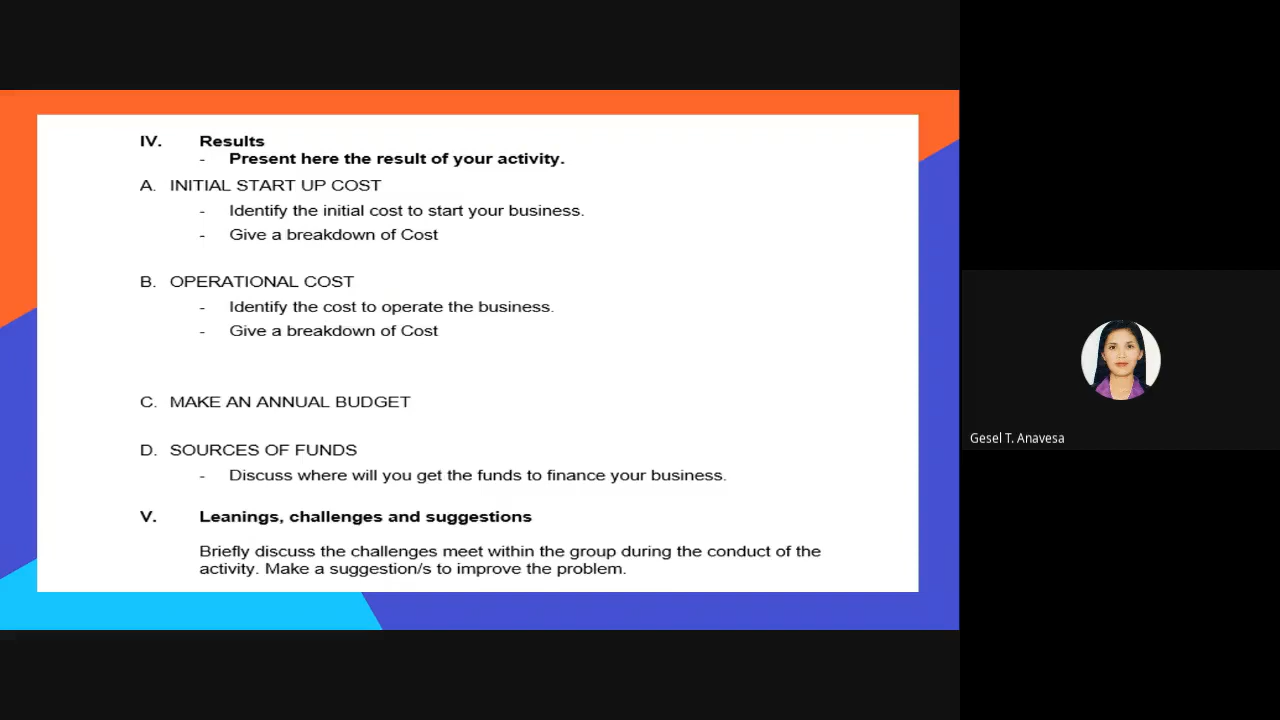 IV. Results
- Present here the result of your activity.
A. INITIAL START UP COST
- Identify the initial cost to start your business.
- Give a breakdown of Cost
B. OPERATIONAL COST
- Identify the cost to operate the business.
- Give a breakdown of Cost
C. MAKE AN ANNUAL BUDGET
D. SOURCES OF FUNDS
- Discuss where will you get the funds to finance your business.
V. Leanings, challenges and suggestions
Briefly discuss the challenges meet within the group during the conduct of the
activity. Make a suggestion/s to improve the problem.
Gesel T. Anavesa